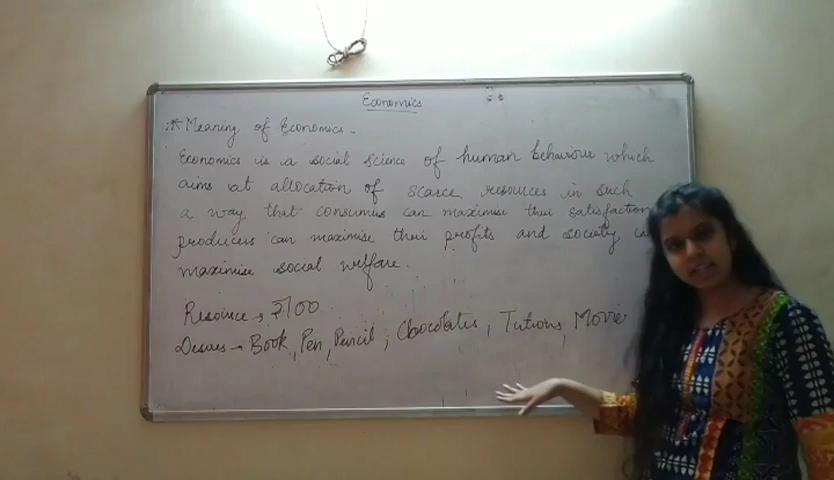 Economics
* Meaning of Economics -
Economics is a social science of human behaviour which
aims at allocation of scarce resources in such
a way that consumers can maximise their satisfaction
producers can maximise their profits and society
maximise social welfare.
Resource → ₹100
Desires → Book, Pen, Pencil, Chocolates, Tutions, Movie